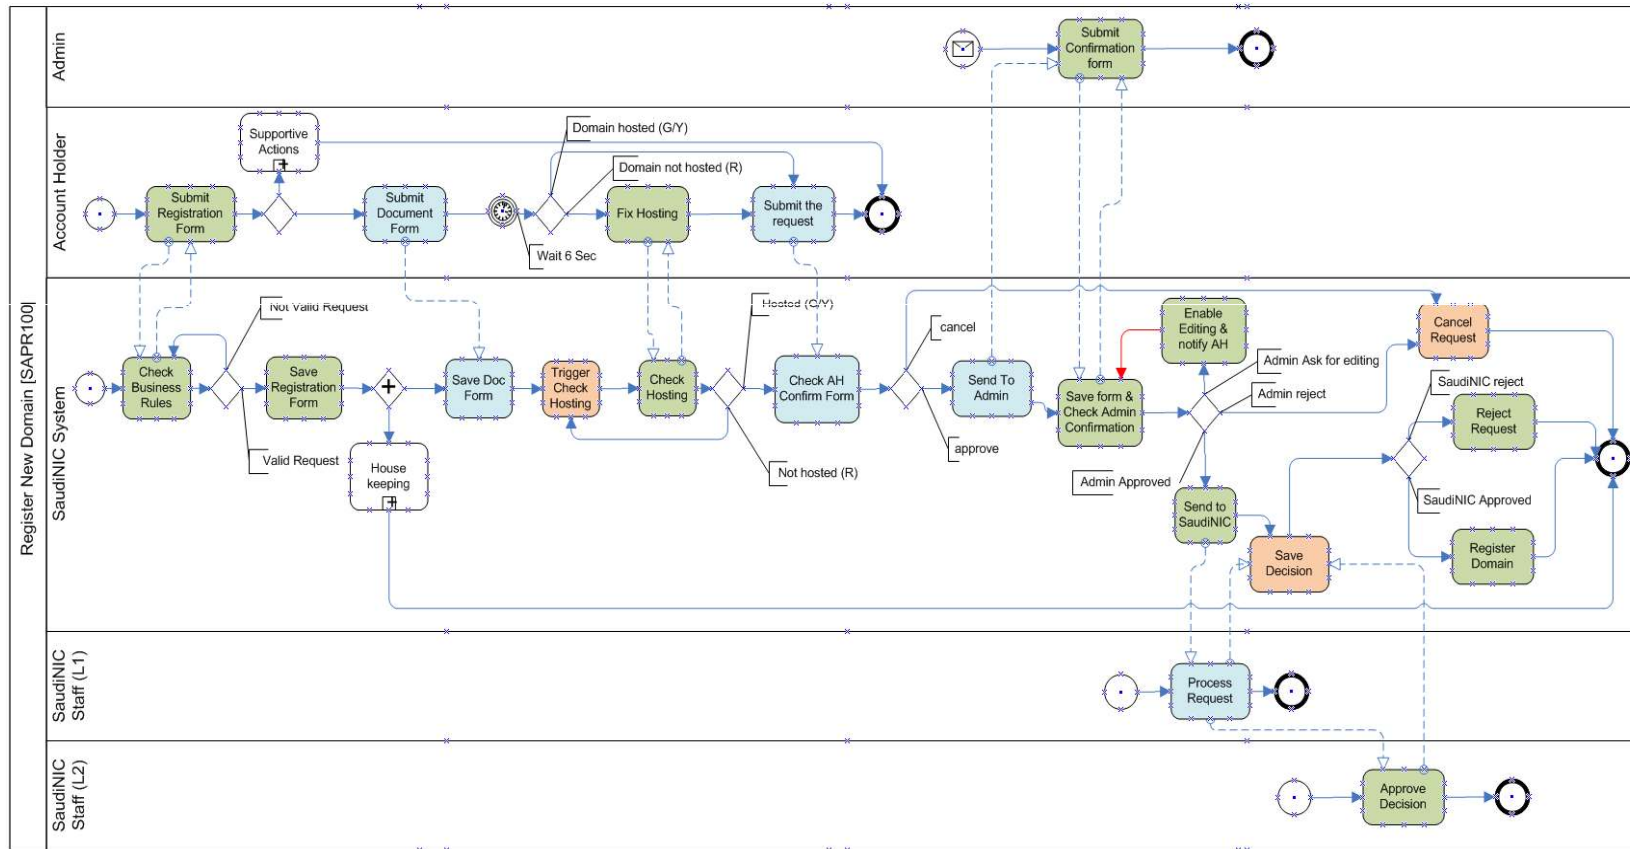 Register New Domain [SAPR100]
Admin
Submit
Confirmation
form
Account Holder
Supportive
Actions
Domain hosted (G/Y)
Domain not hosted (R)
Submit
Registration
Form
Submit
Document
Form
Wait 6 Sec
Fix Hosting
Submit the
request
SaudiNIC System
Not Valid Request
Hosted (G/Y)
cancel
Enable
Editing &
notify AH
Cancel
Request
Check
Business
Rules
Save
Registration
Form
Save Doc
Form
Trigger
Check
Hosting
Check
Hosting
Check AH
Confirm Form
Send To
Admin
Save form &
Check Admin
Confirmation
Admin Ask for editing
Admin reject
SaudiNIC reject
Reject
Request
Valid Request
House
keeping
Not hosted (R)
approve
Admin Approved
SaudiNIC Approved
Send to
SaudiNIC
Save
Decision
Register
Domain
SaudiNIC
Staff (L1)
Process
Request
SaudiNIC
Staff (L2)
Approve
Decision